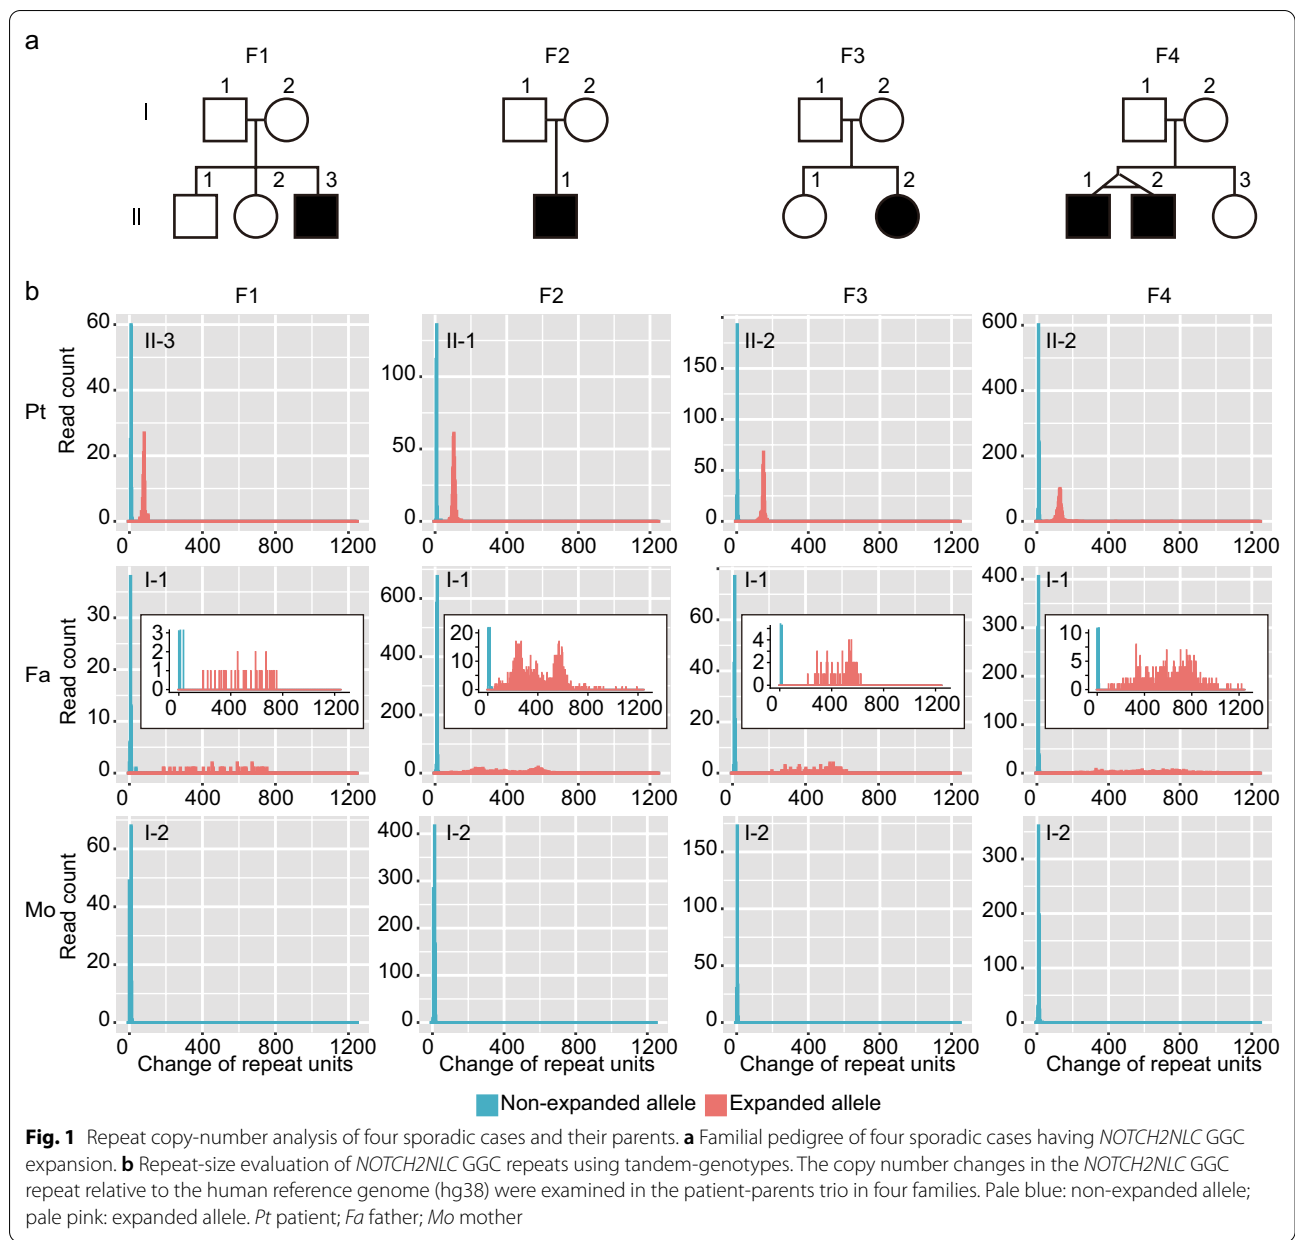 a
F1 F2 F3 F4
1 2 1 2 1 2 1 2
I
1 2 3 1 1 2 1 2 3
II
b
F1 F2 F3 F4
Pt
Read count
60
40
20
0
II-3
0 400 800 1200
100
50
0
II-1
0 400 800 1200
150
100
50
0
II-2
0 400 800 1200
600
400
200
0
II-2
0 400 800 1200
Fa
Read count
30
20
10
0
I-1
3
2
1
0
0 400 800 1200
0 400 800 1200
600
400
200
0
I-1
20
10
0
0 400 800 1200
0 400 800 1200
60
40
20
0
I-1
4
2
0
0 400 800 1200
0 400 800 1200
400
300
200
100
0
I-1
10
5
0
0 400 800 1200
0 400 800 1200
Mo
Read count
60
40
20
0
I-2
0 400 800 1200
Change of repeat units
400
300
200
100
0
I-2
0 400 800 1200
Change of repeat units
150
100
50
0
I-2
0 400 800 1200
Change of repeat units
300
200
100
0
I-2
0 400 800 1200
Change of repeat units
Non-expanded allele Expanded allele
Fig. 1 Repeat copy-number analysis of four sporadic cases and their parents. a Familial pedigree of four sporadic cases having NOTCH2NLC GGC
expansion. b Repeat-size evaluation of NOTCH2NLC GGC repeats using tandem-genotypes. The copy number changes in the NOTCH2NLC GGC
repeat relative to the human reference genome (hg38) were examined in the patient-parents trio in four families. Pale blue: non-expanded allele;
pale pink: expanded allele. Pt patient; Fa father; Mo mother